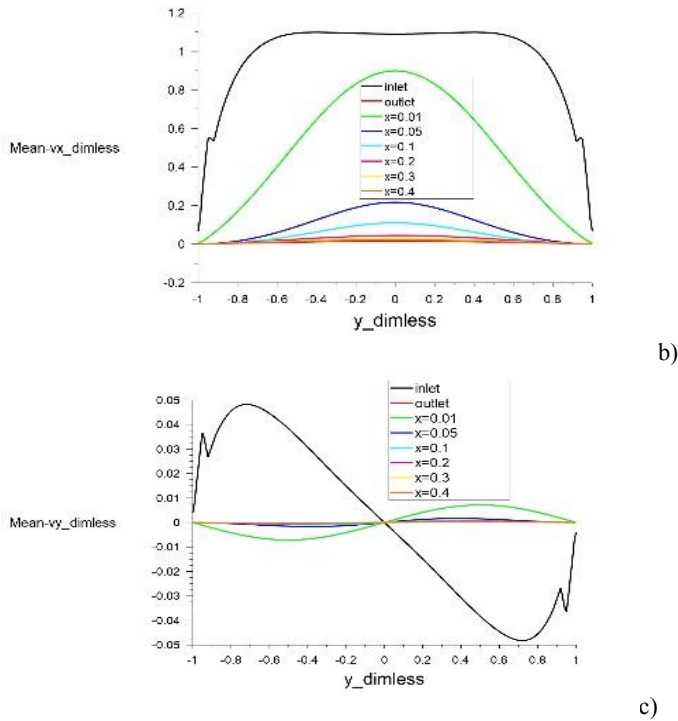 1.2
1
0.8
0.6
0.4
0.2
0
-0.2
Mean-vx_dimless
inlet
outlet
x=0.01
x=0.05
x=0.1
x=0.2
x=0.3
x=0.4
-1 -0.8 -0.6 -0.4 -0.2 0 0.2 0.4 0.6 0.8 1
y_dimless
b)
0.05
0.04
0.03
0.02
0.01
0
-0.01
-0.02
-0.03
-0.04
0.05
Mean-vy_dimless
inlet
outlet
x=0.01
x=0.05
x=0.1
x=0.2
x=0.3
x=0.4
-1 -0.8 -0.6 -0.4 -0.2 0 0.2 0.4 0.6 0.8 1
y_dimless
c)